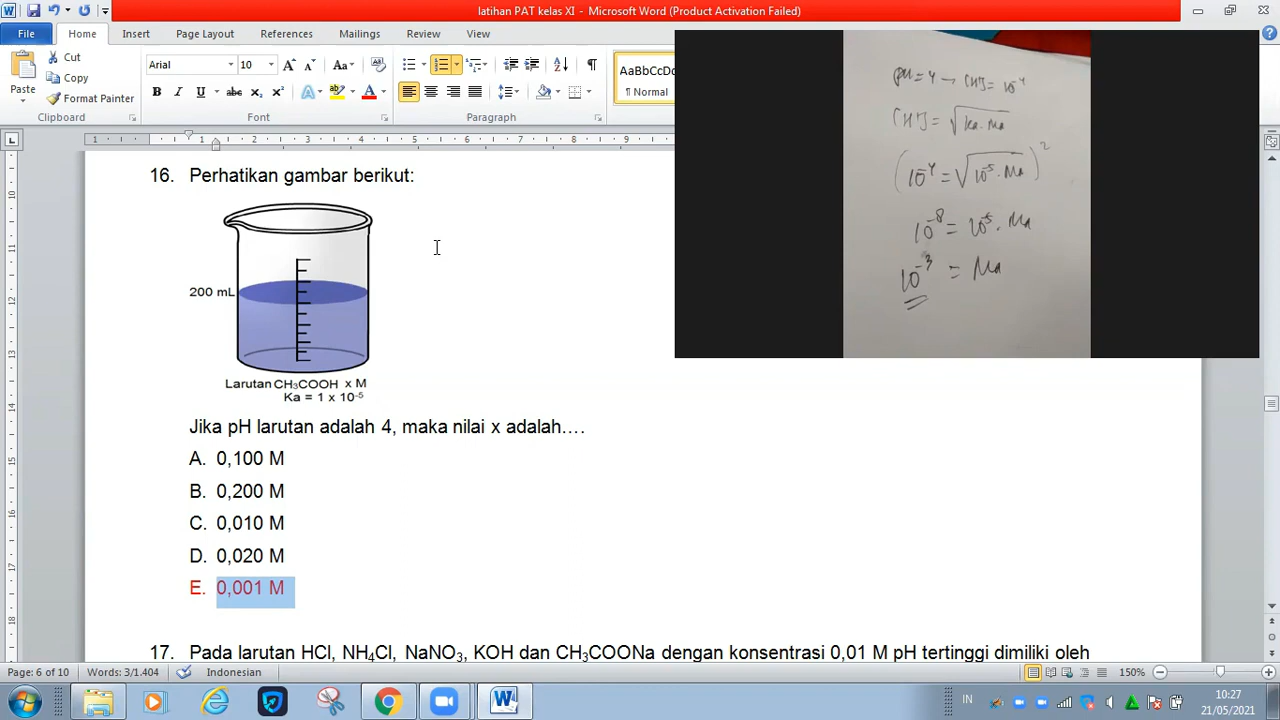 latihan PAT kelas XI - Microsoft Word (Product Activation Failed)
File Home Insert Page Layout References Mailings Review View
Paste
Cut
Copy
Format Painter
Clipboard
Arial 10
Font
Paragraph
AaBbCcDd
¶ Normal
16. Perhatikan gambar berikut:
200 mL
Larutan CH₃COOH x M
Ka = 1 x 10⁻⁵
Jika pH larutan adalah 4, maka nilai x adalah….
A. 0,100 M
B. 0,200 M
C. 0,010 M
D. 0,020 M
E. 0,001 M
17. Pada larutan HCl, NH₄Cl, NaNO₃, KOH dan CH₃COONa dengan konsentrasi 0,01 M pH tertinggi dimiliki oleh
pH = 4 → [H⁺] = 10⁻⁴
[H⁺] = √Ka . Ma
(10⁻⁴ = √10⁻⁵ . Ma)²
10⁻⁸ = 10⁻⁵ . Ma
10⁻³ = Ma
Page: 6 of 10 Words: 3/1.404 Indonesian 150%
IN 10:27
21/05/2021